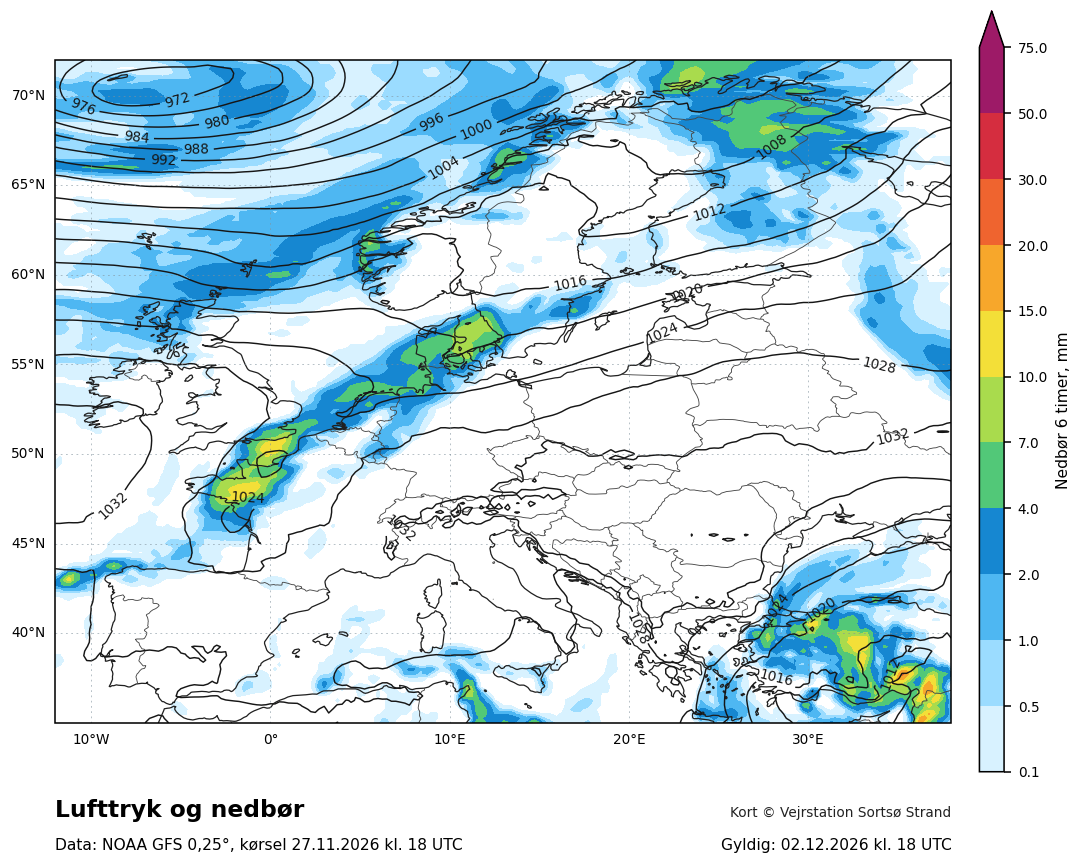 75.0
50.0
30.0
20.0
15.0
10.0
7.0
4.0
2.0
1.0
0.5
0.1
Nedbør 6 timer, mm
70°N
65°N
60°N
55°N
50°N
45°N
40°N
10°W
0°
10°E
20°E
30°E
976
972
980
984
988
992
996
1000
1004
1008
1012
1016
1020
1024
1028
1032
1024
1032
1032
1028
1024
1020
1016
1012
Lufttryk og nedbør
Kort © Vejrstation Sortsø Strand
Data: NOAA GFS 0,25°, kørsel 27.11.2026 kl. 18 UTC
Gyldig: 02.12.2026 kl. 18 UTC